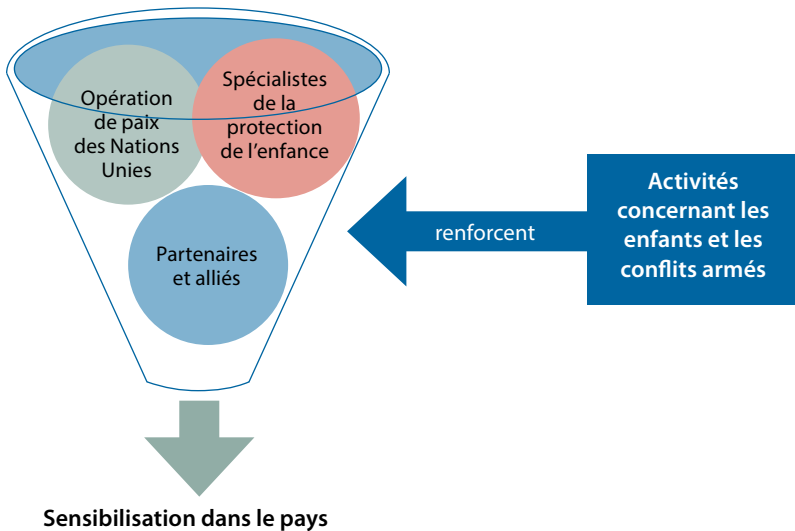 Opération
de paix
des Nations
Unies
Spécialistes
de la
protection
de l'enfance
Partenaires
et alliés
renforcent
Activités
concernant les
enfants et les
conflits armés
Sensibilisation dans le pays